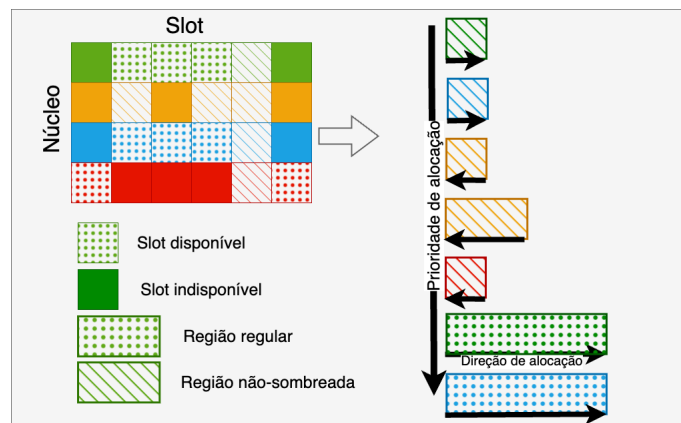 Slot
Núcleo
Slot disponível
Slot indisponível
Região regular
Região não-sombreada
Prioridade de alocação
Direção de alocação